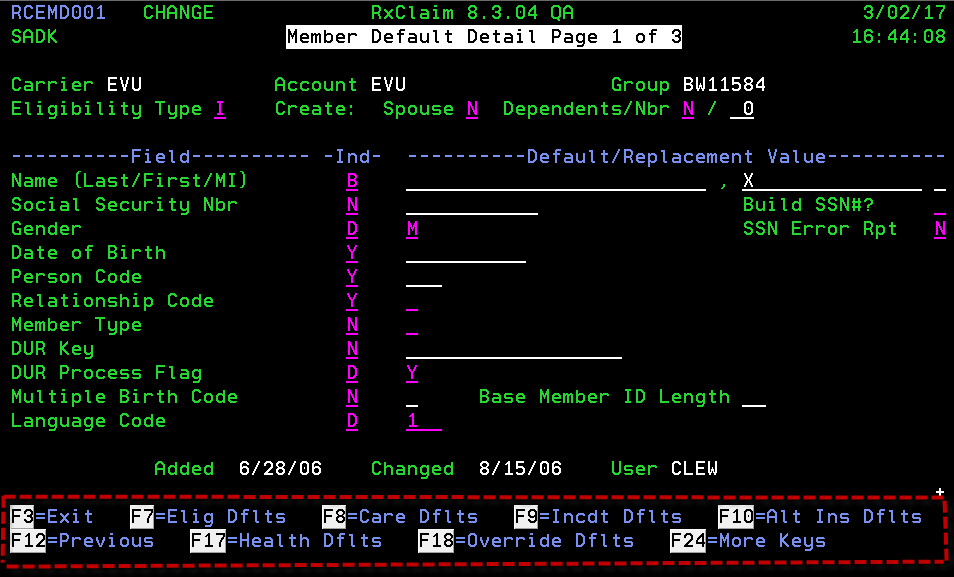 RCEMD001 CHANGE RxClaim 8.3.04 QA 3/02/17
SADK Member Default Detail Page 1 of 3 16:44:08
Carrier EVU Account EVU Group BW11584
Eligibility Type I Create: Spouse N Dependents/Nbr N / 0
----------Field---------- -Ind- ----------Default/Replacement Value----------
Name (Last/First/MI) B , X
Social Security Nbr N Build SSN#?
Gender D M SSN Error Rpt N
Date of Birth Y
Person Code Y
Relationship Code Y
Member Type N
DUR Key N
DUR Process Flag D Y
Multiple Birth Code N Base Member ID Length
Language Code D 1
Added 6/28/06 Changed 8/15/06 User CLEW
+
F3=Exit F7=Elig Dflts F8=Care Dflts F9=Incdt Dflts F10=Alt Ins Dflts
F12=Previous F17=Health Dflts F18=Override Dflts F24=More Keys